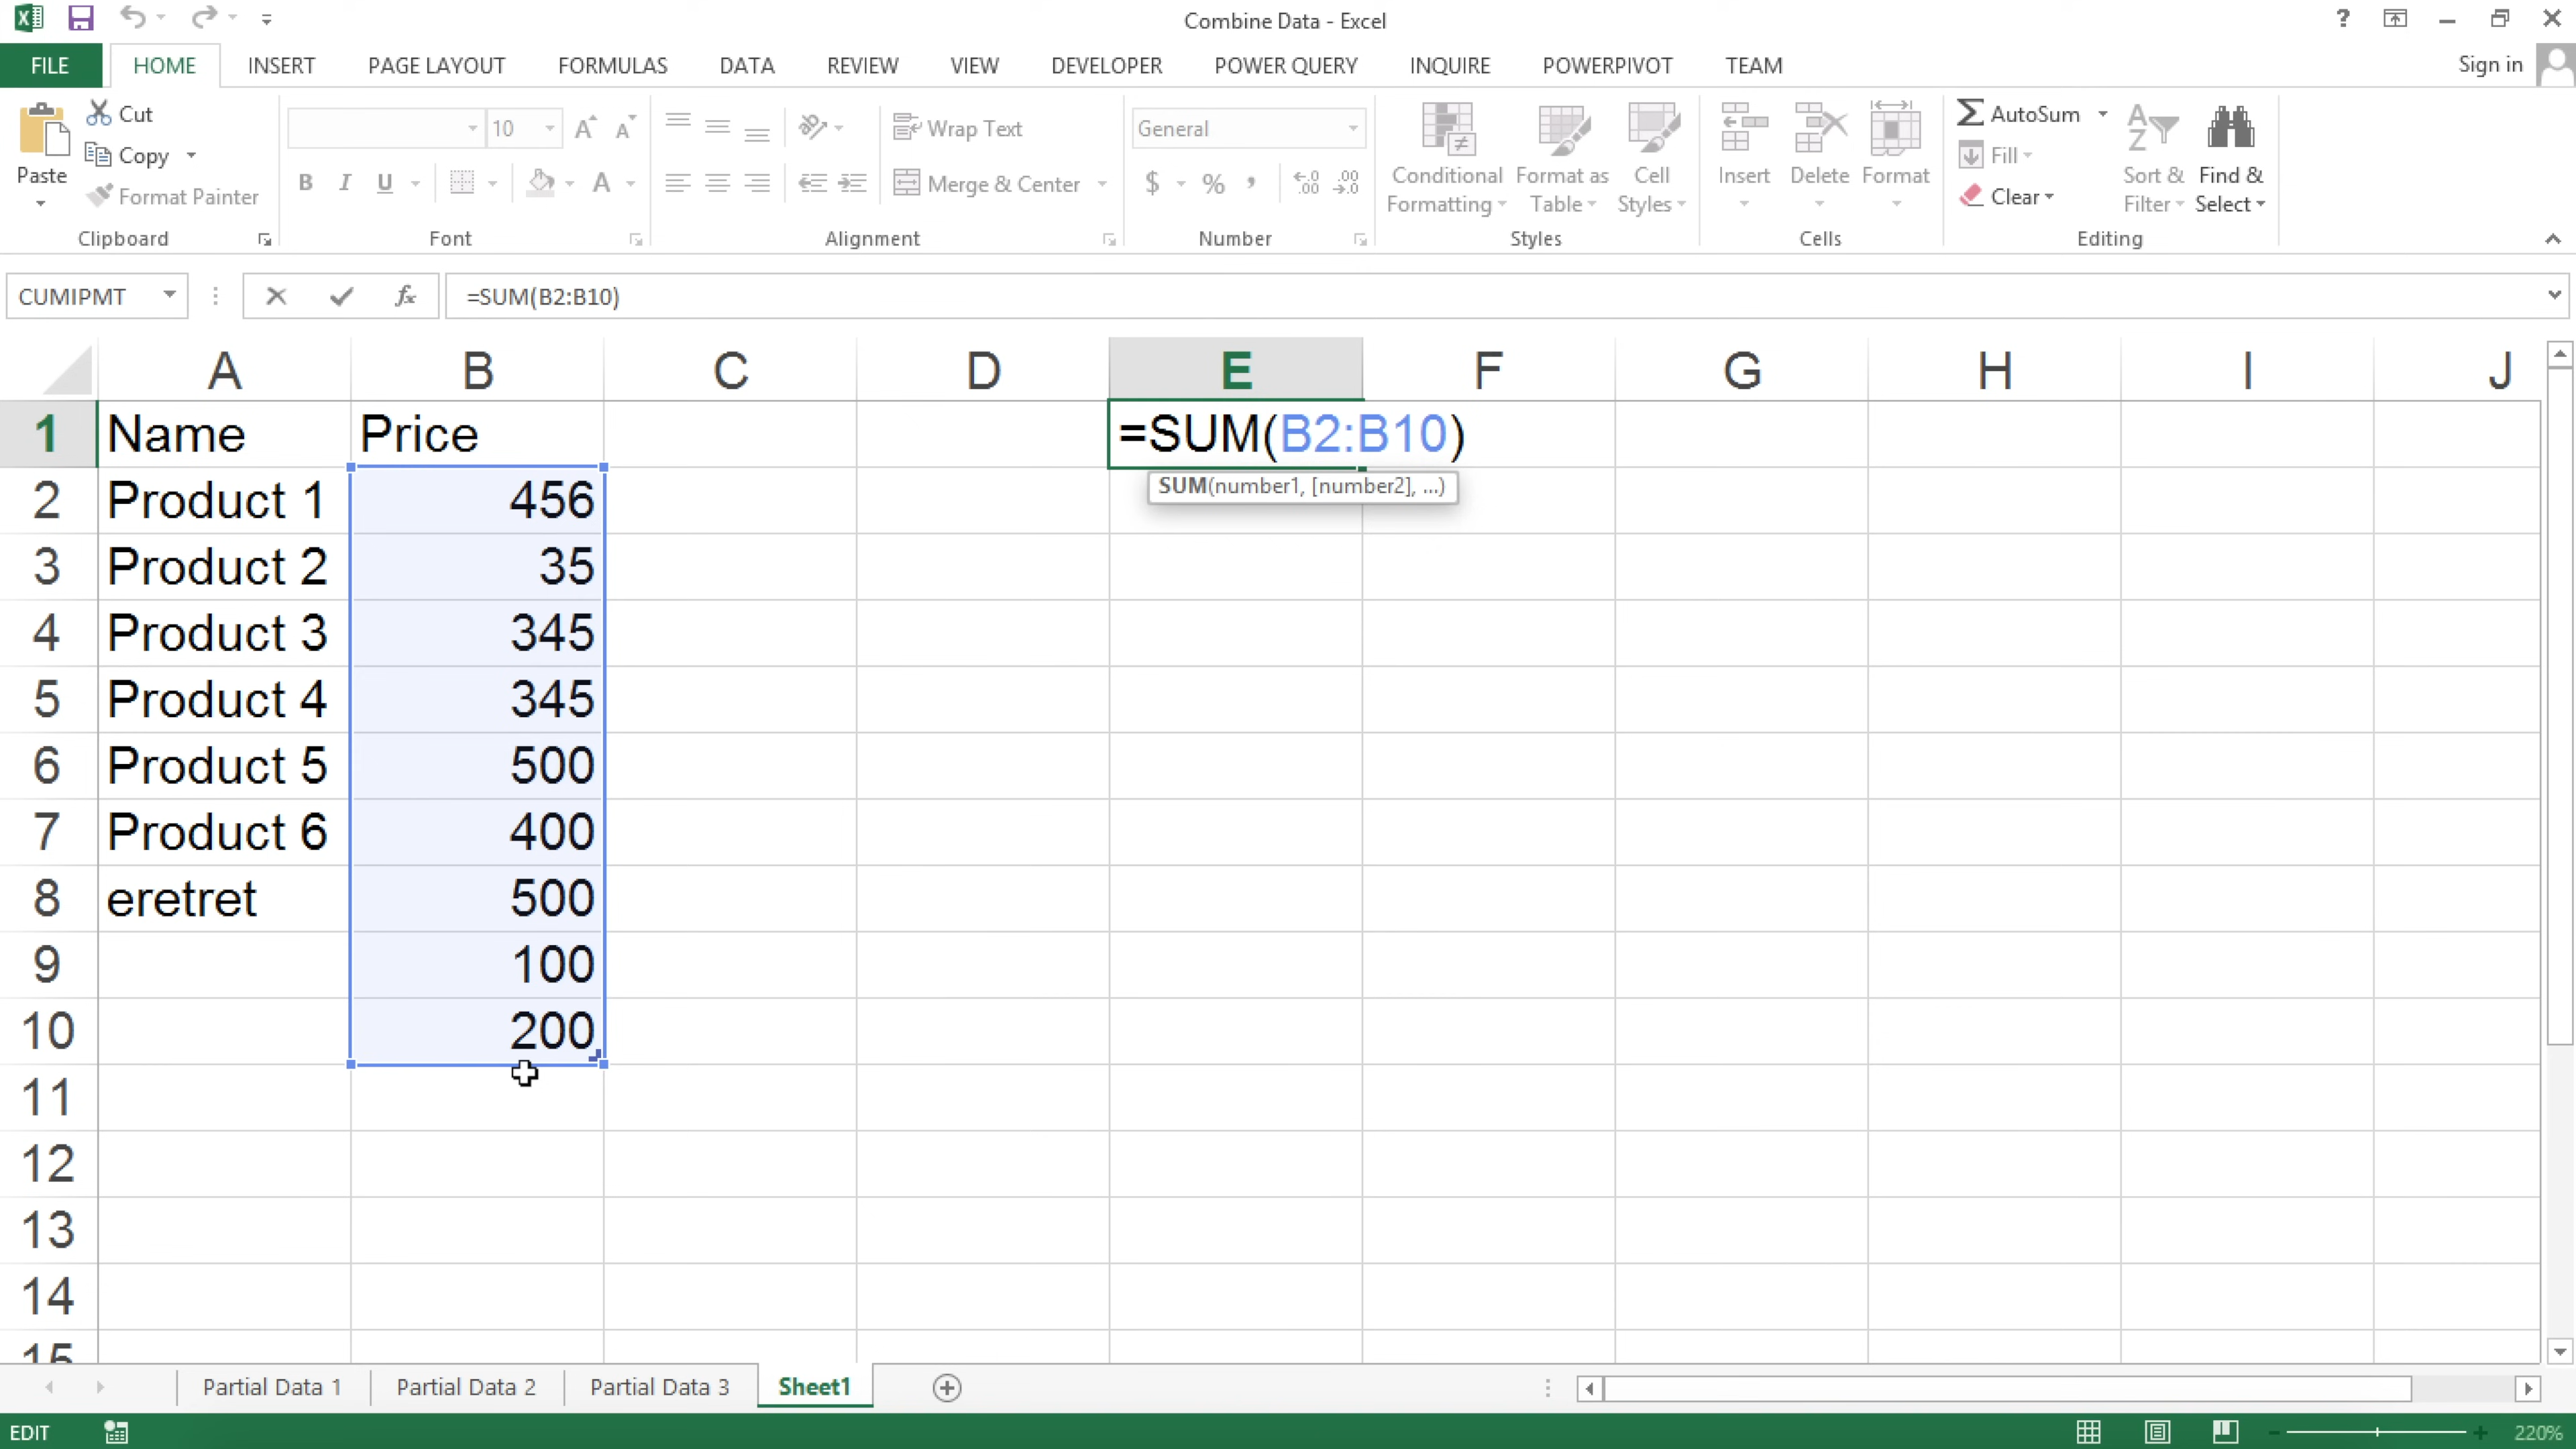 Combine Data - Excel
FILE HOME INSERT PAGE LAYOUT FORMULAS DATA REVIEW VIEW DEVELOPER POWER QUERY INQUIRE POWERPIVOT TEAM Sign in
Paste
Cut
Copy
Format Painter
Clipboard
10
B I U A
Font
Wrap Text
Merge & Center
Alignment
General
$ % ,
Number
Conditional Formatting
Format as Table
Cell Styles
Styles
Insert
Delete
Format
Cells
AutoSum
Fill
Clear
Sort & Filter
Find & Select
Editing
CUMIPMT
fx
=SUM(B2:B10)
A B C D E F G H I J
1 Name Price =SUM(B2:B10)
SUM(number1, [number2], ...)
2 Product 1 456
3 Product 2 35
4 Product 3 345
5 Product 4 345
6 Product 5 500
7 Product 6 400
8 eretret 500
9 100
10 200
11
12
13
14
15
Partial Data 1 Partial Data 2 Partial Data 3 Sheet1
EDIT
220%